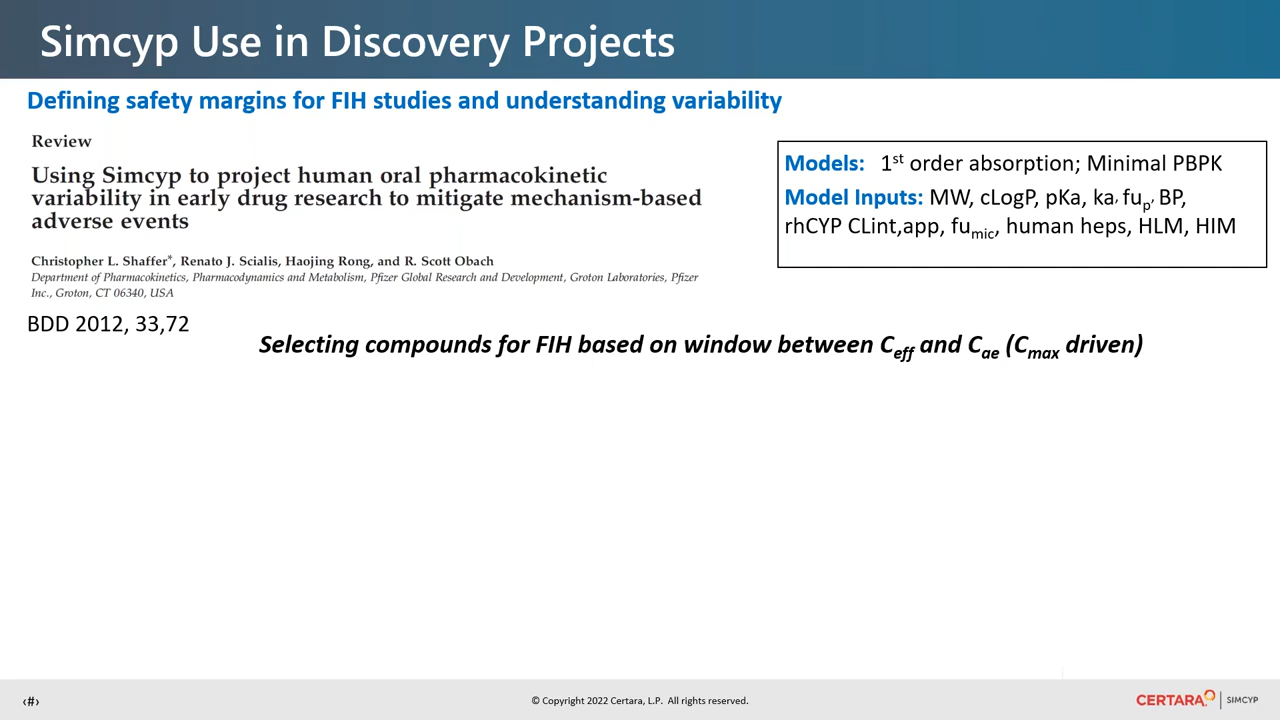 Simcyp Use in Discovery Projects
Defining safety margins for FIH studies and understanding variability
Review
Using Simcyp to project human oral pharmacokinetic
variability in early drug research to mitigate mechanism-based
adverse events
Christopher L. Shaffer*, Renato J. Scialis, Haojing Rong, and R. Scott Obach
Department of Pharmacokinetics, Pharmacodynamics and Metabolism, Pfizer Global Research and Development, Groton Laboratories, Pfizer
Inc., Groton, CT 06340, USA
BDD 2012, 33,72
Models: 1st order absorption; Minimal PBPK
Model Inputs: MW, cLogP, pKa, ka, fup, BP,
rhCYP CLint,app, fumic, human heps, HLM, HIM
Selecting compounds for FIH based on window between Ceff and Cae (Cmax driven)
‹#›
© Copyright 2022 Certara, L.P. All rights reserved.
CERTARA | SIMCYP